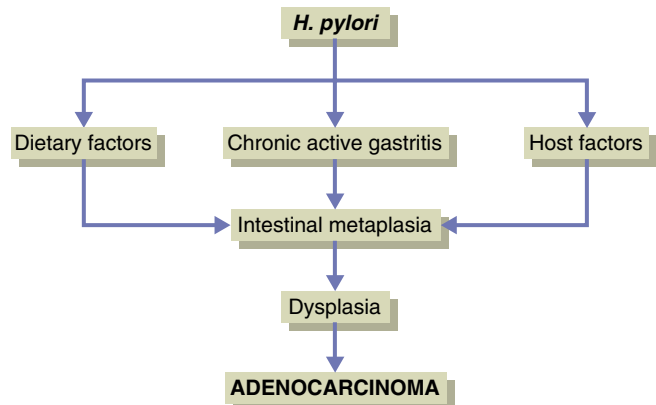 H. pylori
Dietary factors
Chronic active gastritis
Host factors
Intestinal metaplasia
Dysplasia
ADENOCARCINOMA